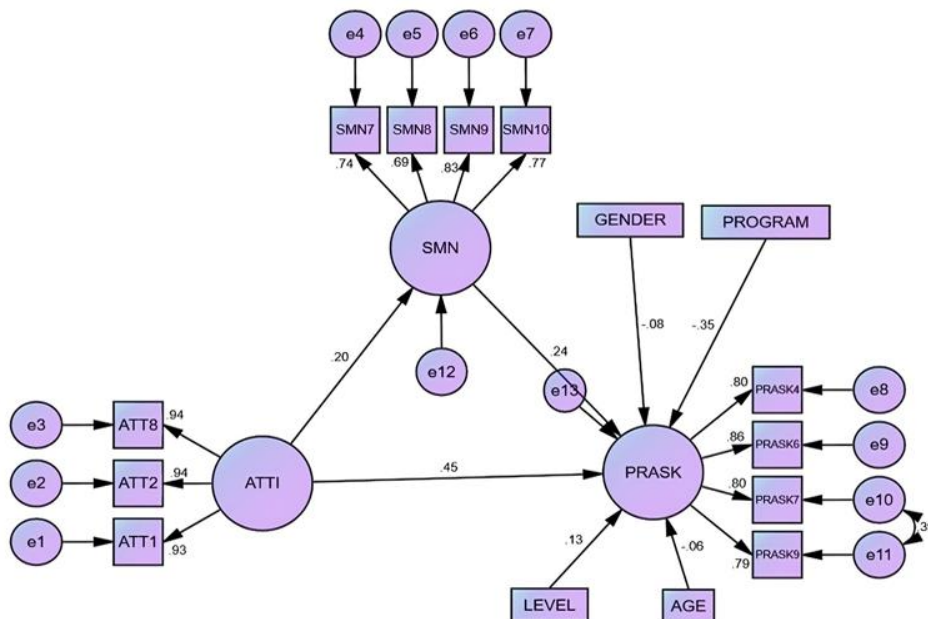 e4 e5 e6 e7
SMN7 SMN8 SMN9 SMN10
.74 .69 .83 .77
SMN
GENDER PROGRAM
-.08 -.35
.20
e12
.24
e13
e3 ATT8 .94
e2 ATT2 .94
e1 ATT1 .93
ATTI
.45
PRASK
.80 PRASK4 e8
.86 PRASK6 e9
.80 PRASK7 e10
.79 PRASK9 e11
.13 -.06
LEVEL AGE